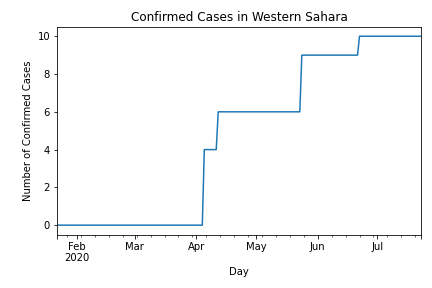 Confirmed Cases in Western Sahara
10
8
6
4
2
0
Number of Confirmed Cases
Feb Mar Apr May Jun Jul
2020
Day